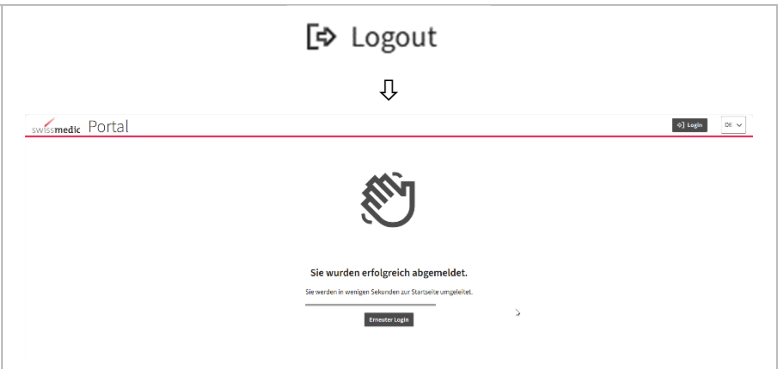 Logout
swissmedic Portal
Login
DE
Sie wurden erfolgreich abgemeldet.
Sie werden in wenigen Sekunden zur Startseite umgeleitet.
Erneuter Login